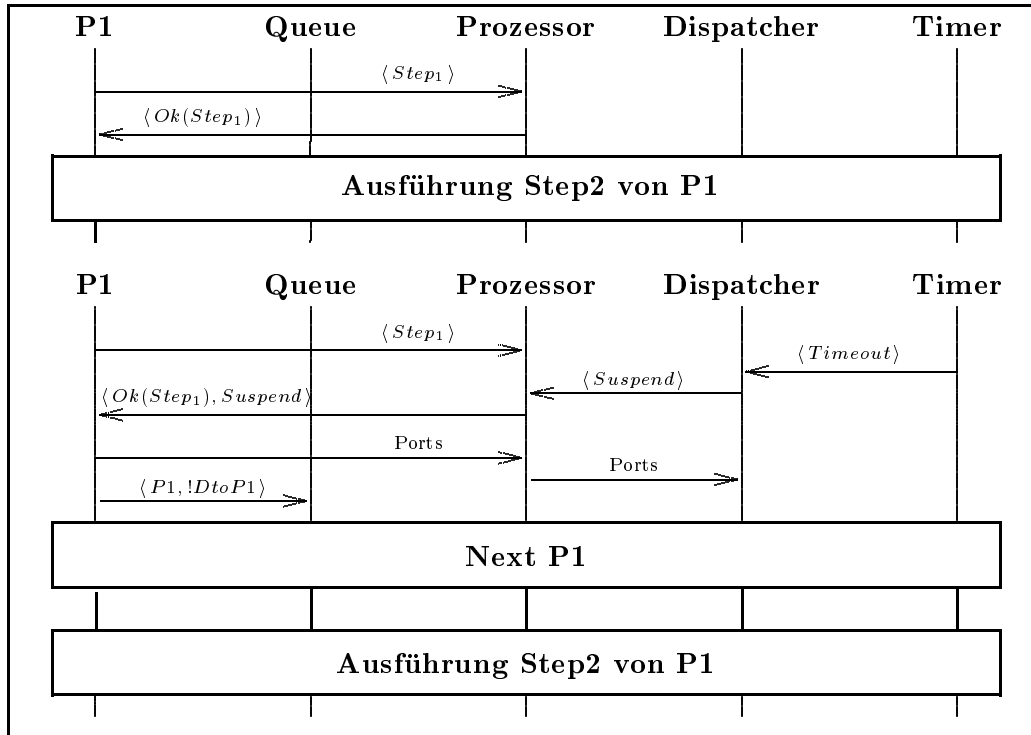 P1 Queue Prozessor Dispatcher Timer
⟨Step₁⟩
⟨Ok(Step₁)⟩
Ausführung Step2 von P1
P1 Queue Prozessor Dispatcher Timer
⟨Step₁⟩
⟨Timeout⟩
⟨Suspend⟩
⟨Ok(Step₁), Suspend⟩
Ports
Ports
⟨P1, !DtoP1⟩
Next P1
Ausführung Step2 von P1